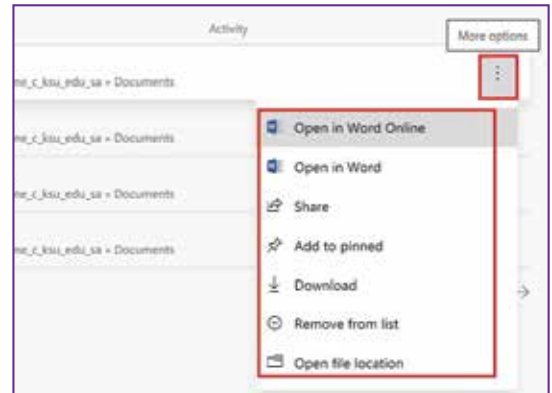 Activity
More options
ne_c_ksu_edu_sa » Documents
Open in Word Online
ne_c_ksu_edu_sa » Documents
Open in Word
ne_c_ksu_edu_sa » Documents
Share
Add to pinned
ne_c_ksu_edu_sa » Documents
Download
Remove from list
Open file location